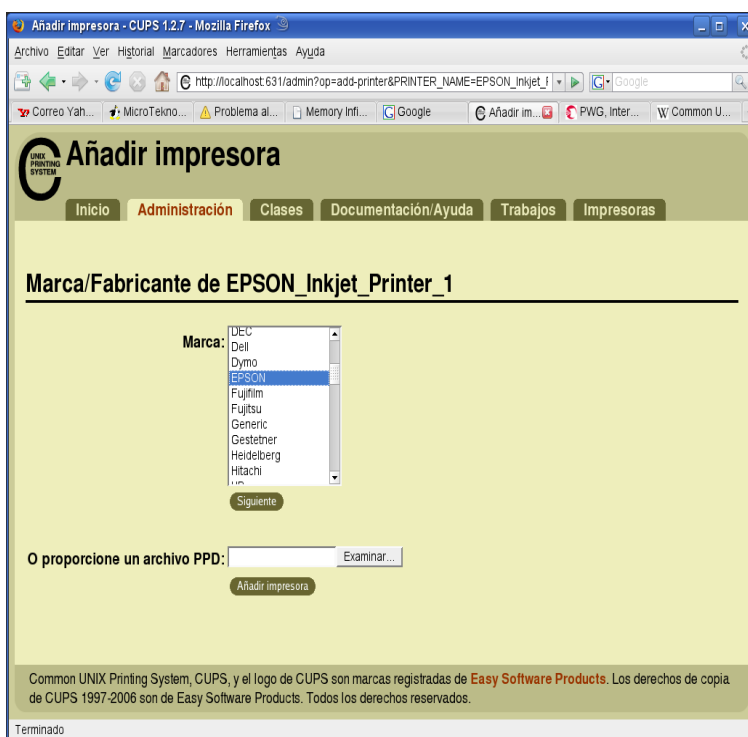 Añadir impresora - CUPS 1.2.7 - Mozilla Firefox
Archivo Editar Ver Historial Marcadores Herramientas Ayuda
http://localhost:631/admin?op=add-printer&PRINTER_NAME=EPSON_Inkjet_ Google
Correo Yah... MicroTekno... Problema al... Memory Infi... Google Añadir im... PWG, Inter... Common U...
UNIX PRINTING SYSTEM
Añadir impresora
Inicio Administración Clases Documentación/Ayuda Trabajos Impresoras
Marca/Fabricante de EPSON_Inkjet_Printer_1
Marca:
DEC
Dell
Dymo
EPSON
Fujifilm
Fujitsu
Generic
Gestetner
Heidelberg
Hitachi
Siguiente
O proporcione un archivo PPD: Examinar...
Añadir impresora
Common UNIX Printing System, CUPS, y el logo de CUPS son marcas registradas de Easy Software Products. Los derechos de copia
de CUPS 1997-2006 son de Easy Software Products. Todos los derechos reservados.
Terminado